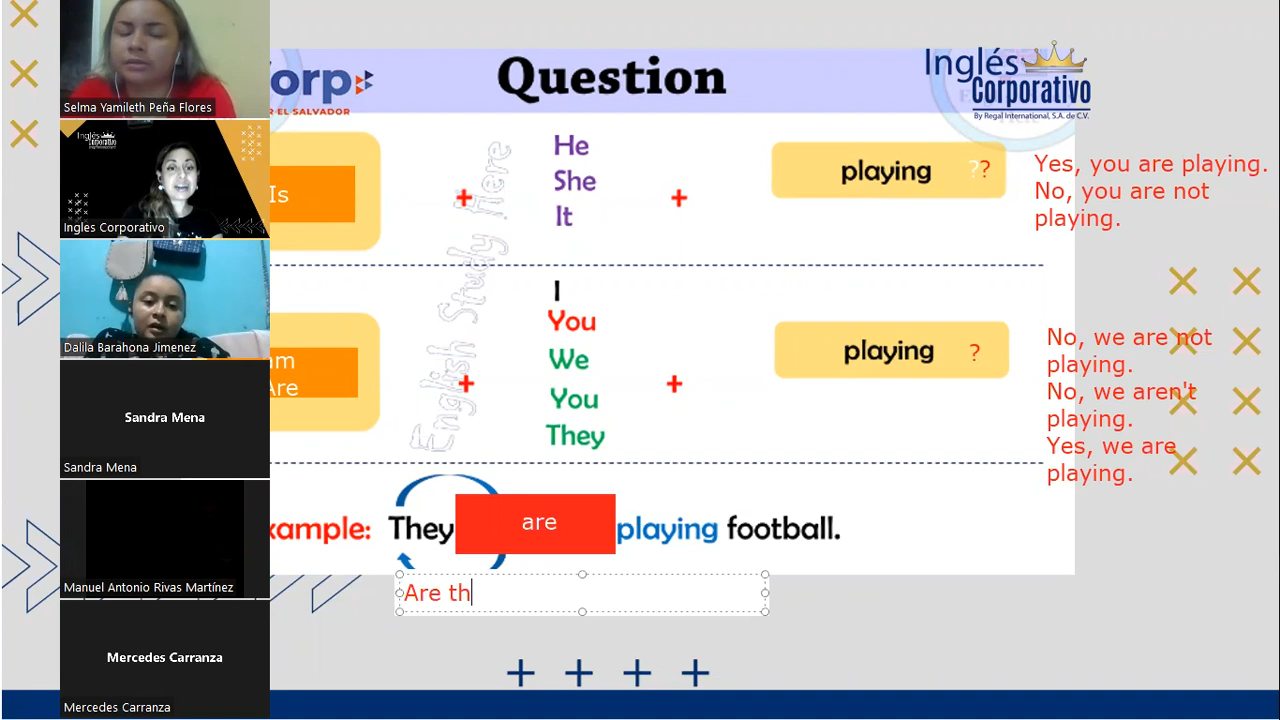 Selma Yamileth Peña Flores
Inglés Corporativo
Ingles Corporativo
Dalila Barahona Jimenez
Sandra Mena
Sandra Mena
Manuel Antonio Rivas Martínez
Mercedes Carranza
Mercedes Carranza
orp
R EL SALVADOR
Question
Inglés
Corporativo
By Regal International, S.A. de C.V.
Is
+
He
She
It
+
playing ??
Yes, you are playing.
No, you are not
playing.
English Study Here
am
Are
+
I
You
We
You
They
+
playing ?
No, we are not
playing.
No, we aren't
playing.
Yes, we are
playing.
xample: They are playing football.
Are th